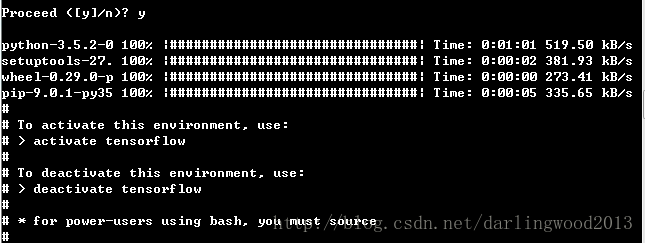 Proceed ([y]/n)? y
python-3.5.2-0 100% |###############################| Time: 0:01:01 519.50 kB/s
setuptools-27. 100% |###############################| Time: 0:00:02 381.93 kB/s
wheel-0.29.0-p 100% |###############################| Time: 0:00:00 273.41 kB/s
pip-9.0.1-py35 100% |###############################| Time: 0:00:05 335.65 kB/s
#
# To activate this environment, use:
# > activate tensorflow
#
# To deactivate this environment, use:
# > deactivate tensorflow
#
# * for power-users using bash, you must source
#
http://blog.csdn.net/darlingwood2013